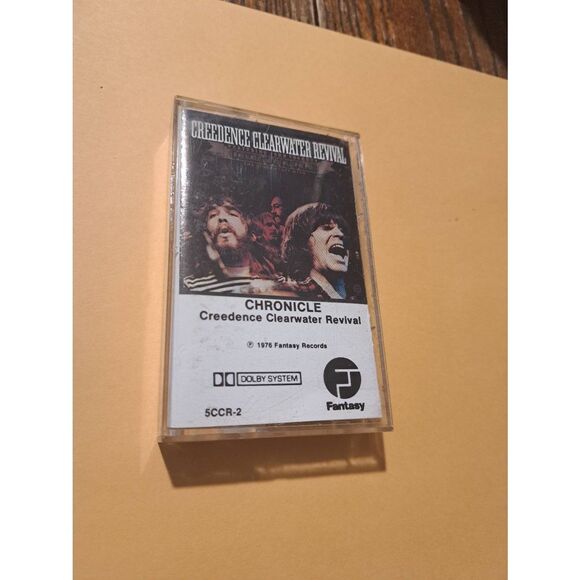 CREEDENCE CLEARWATER REVIVAL
CHRONICLE
Creedence Clearwater Revival
℗ 1976 Fantasy Records
DOLBY SYSTEM
Fantasy
5CCR-2